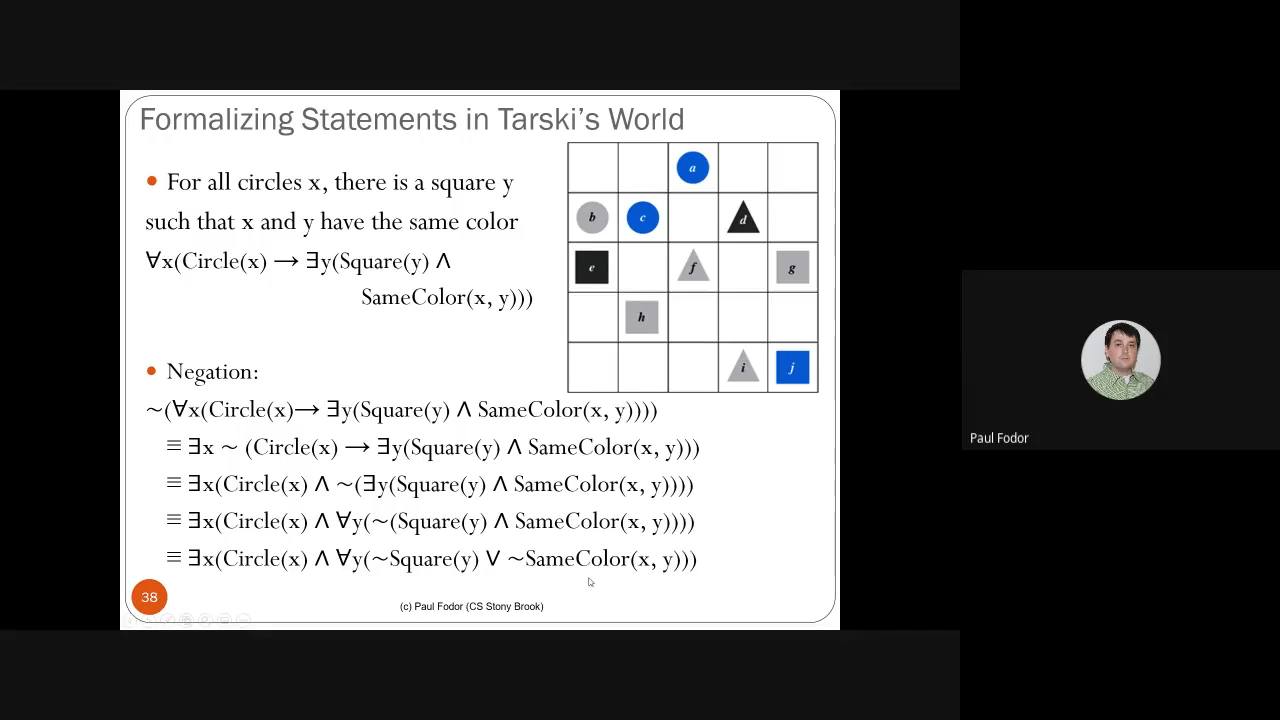 Formalizing Statements in Tarski's World
• For all circles x, there is a square y
such that x and y have the same color
∀x(Circle(x) → ∃y(Square(y) ∧
SameColor(x, y)))
a
b c d
e f g
h
i j
• Negation:
~(∀x(Circle(x)→ ∃y(Square(y) ∧ SameColor(x, y))))
≡ ∃x ~ (Circle(x) → ∃y(Square(y) ∧ SameColor(x, y)))
≡ ∃x(Circle(x) ∧ ~(∃y(Square(y) ∧ SameColor(x, y))))
≡ ∃x(Circle(x) ∧ ∀y(~(Square(y) ∧ SameColor(x, y))))
≡ ∃x(Circle(x) ∧ ∀y(~Square(y) ∨ ~SameColor(x, y)))
38
(c) Paul Fodor (CS Stony Brook)
Paul Fodor